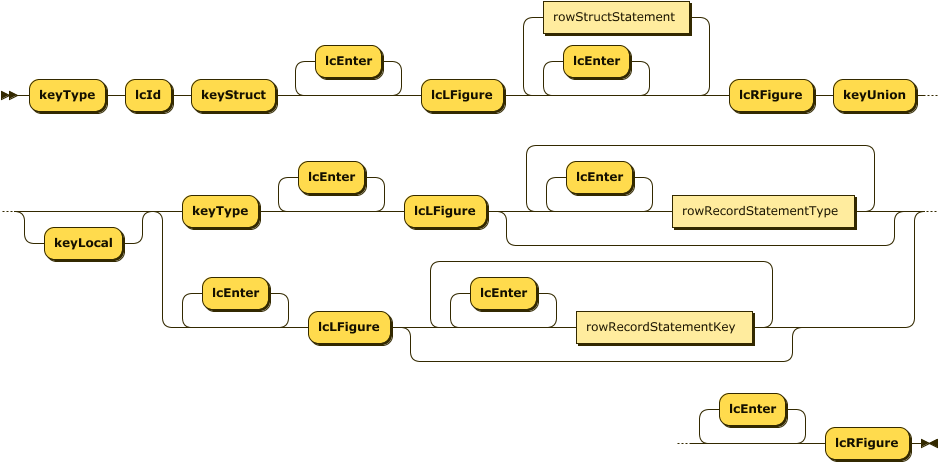 rowStructStatement
lcEnter lcEnter
keyType lcId keyStruct lcLFigure lcRFigure keyUnion
lcEnter lcEnter
keyType lcLFigure rowRecordStatementType
keyLocal
lcEnter lcEnter
lcLFigure rowRecordStatementKey
lcEnter
lcRFigure